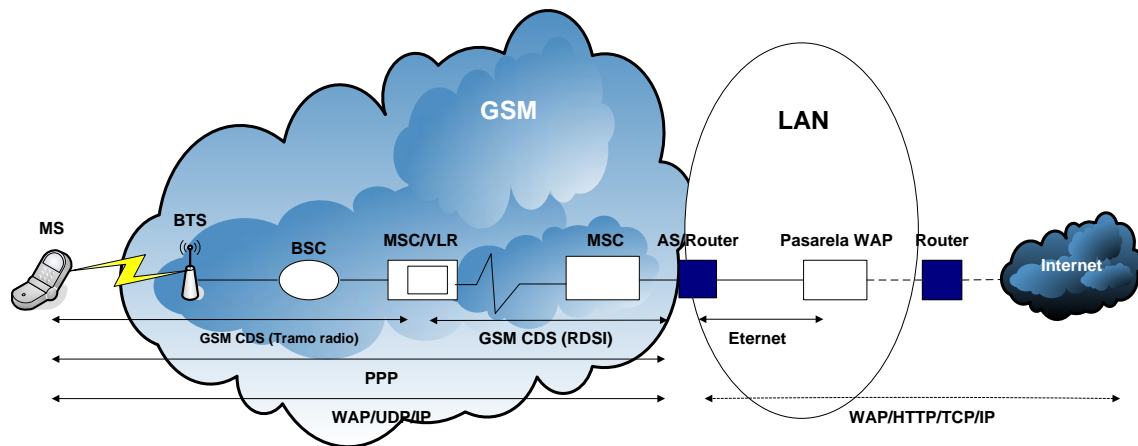 GSM
LAN
MS
BTS
BSC
MSC/VLR
MSC
AS/Router
Pasarela WAP
Router
Internet
GSM CDS (Tramo radio)
GSM CDS (RDSI)
Eternet
PPP
WAP/UDP/IP
WAP/HTTP/TCP/IP